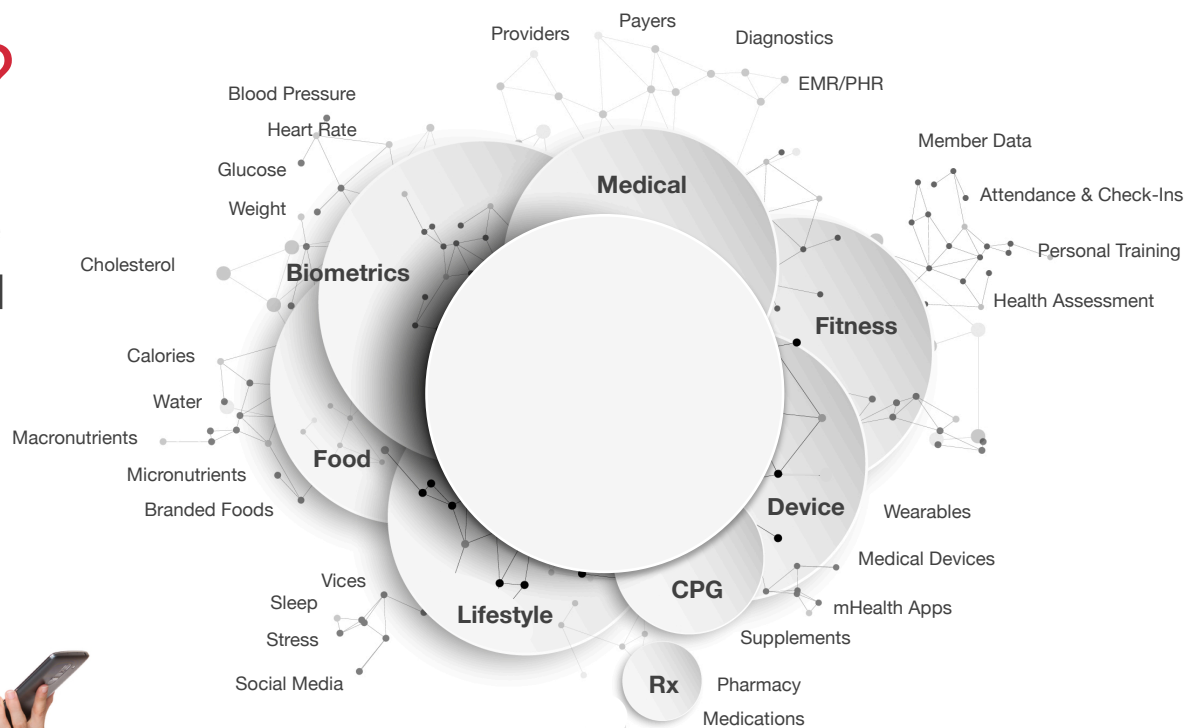 Providers
Payers
Diagnostics
EMR/PHR
Blood Pressure
Heart Rate
Glucose
Weight
Cholesterol
Medical
Biometrics
Member Data
Attendance & Check-Ins
Personal Training
Health Assessment
Fitness
Calories
Water
Macronutrients
Micronutrients
Branded Foods
Food
Device
Wearables
Medical Devices
mHealth Apps
CPG
Supplements
Vices
Sleep
Stress
Social Media
Lifestyle
Rx
Pharmacy
Medications